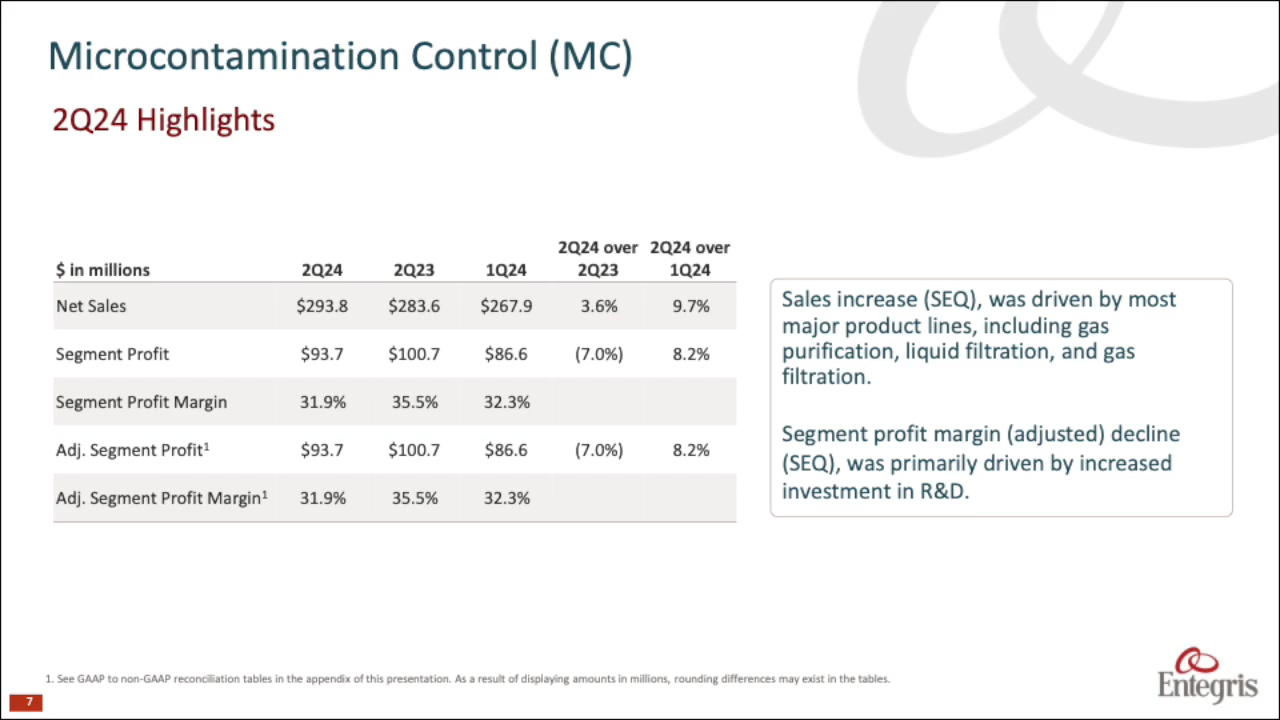 Microcontamination Control (MC)
2Q24 Highlights
2Q24 over 2Q24 over
$ in millions 2Q24 2Q23 1Q24 2Q23 1Q24
Net Sales $293.8 $283.6 $267.9 3.6% 9.7%
Segment Profit $93.7 $100.7 $86.6 (7.0%) 8.2%
Segment Profit Margin 31.9% 35.5% 32.3%
Adj. Segment Profit¹ $93.7 $100.7 $86.6 (7.0%) 8.2%
Adj. Segment Profit Margin¹ 31.9% 35.5% 32.3%
Sales increase (SEQ), was driven by most
major product lines, including gas
purification, liquid filtration, and gas
filtration.
Segment profit margin (adjusted) decline
(SEQ), was primarily driven by increased
investment in R&D.
1. See GAAP to non-GAAP reconciliation tables in the appendix of this presentation. As a result of displaying amounts in millions, rounding differences may exist in the tables.
7
Entegris